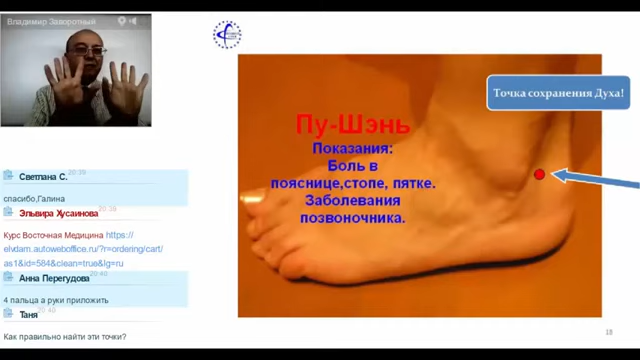 Владимир Заворотный
Точка сохранения Духа!
Пу-Шэнь
Показания:
Боль в
пояснице,стопе, пятке.
Заболевания
позвоночника.
Светлана С. 20:39
спасибо,Галина
Эльвира Хусаинова 20:39
Курс Восточная Медицина https://
elvdam.autoweboffice.ru/?r=ordering/cart/
as1&id=584&clean=true&lg=ru
Анна Перегудова 20:40
4 пальца а руки приложить
Таня 20:40
Как правильно найти эти точки?
18